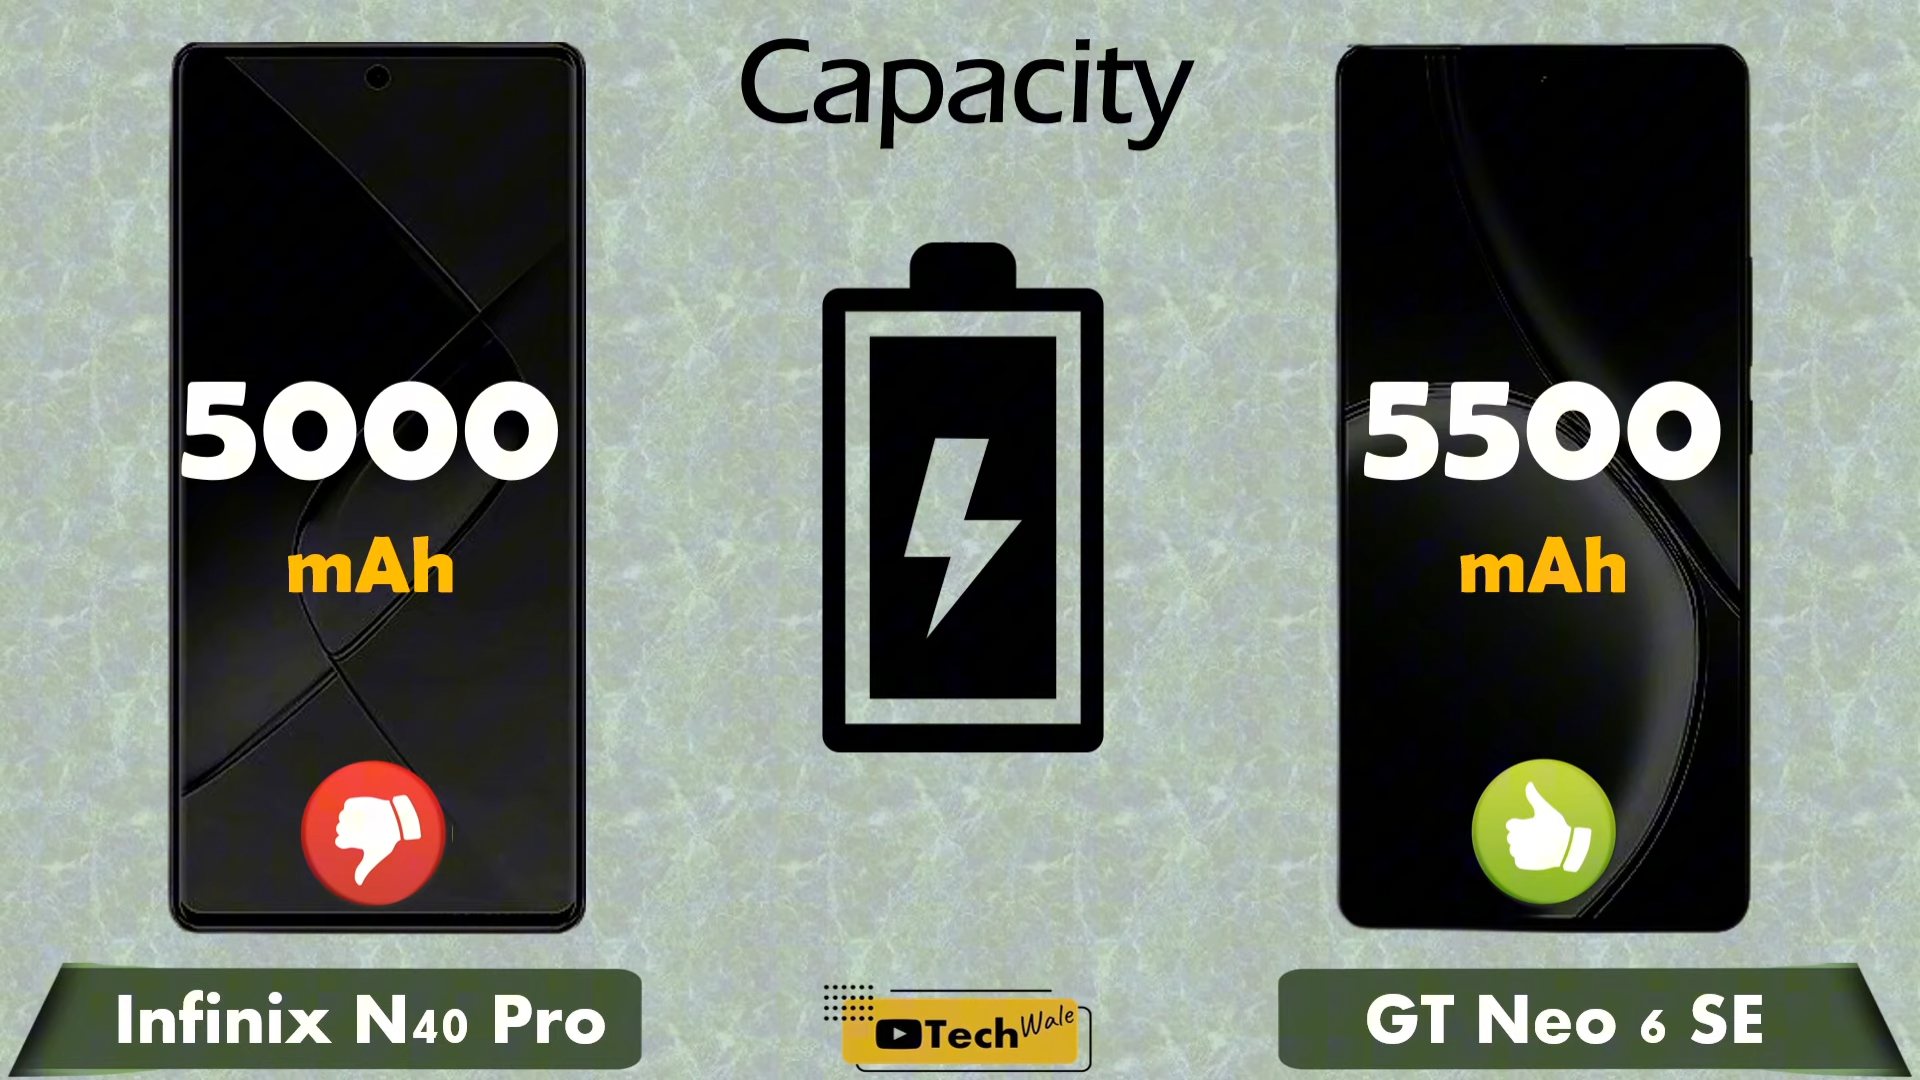 Capacity
5000
mAh
5500
mAh
Infinix N40 Pro
TechWale
GT Neo 6 SE